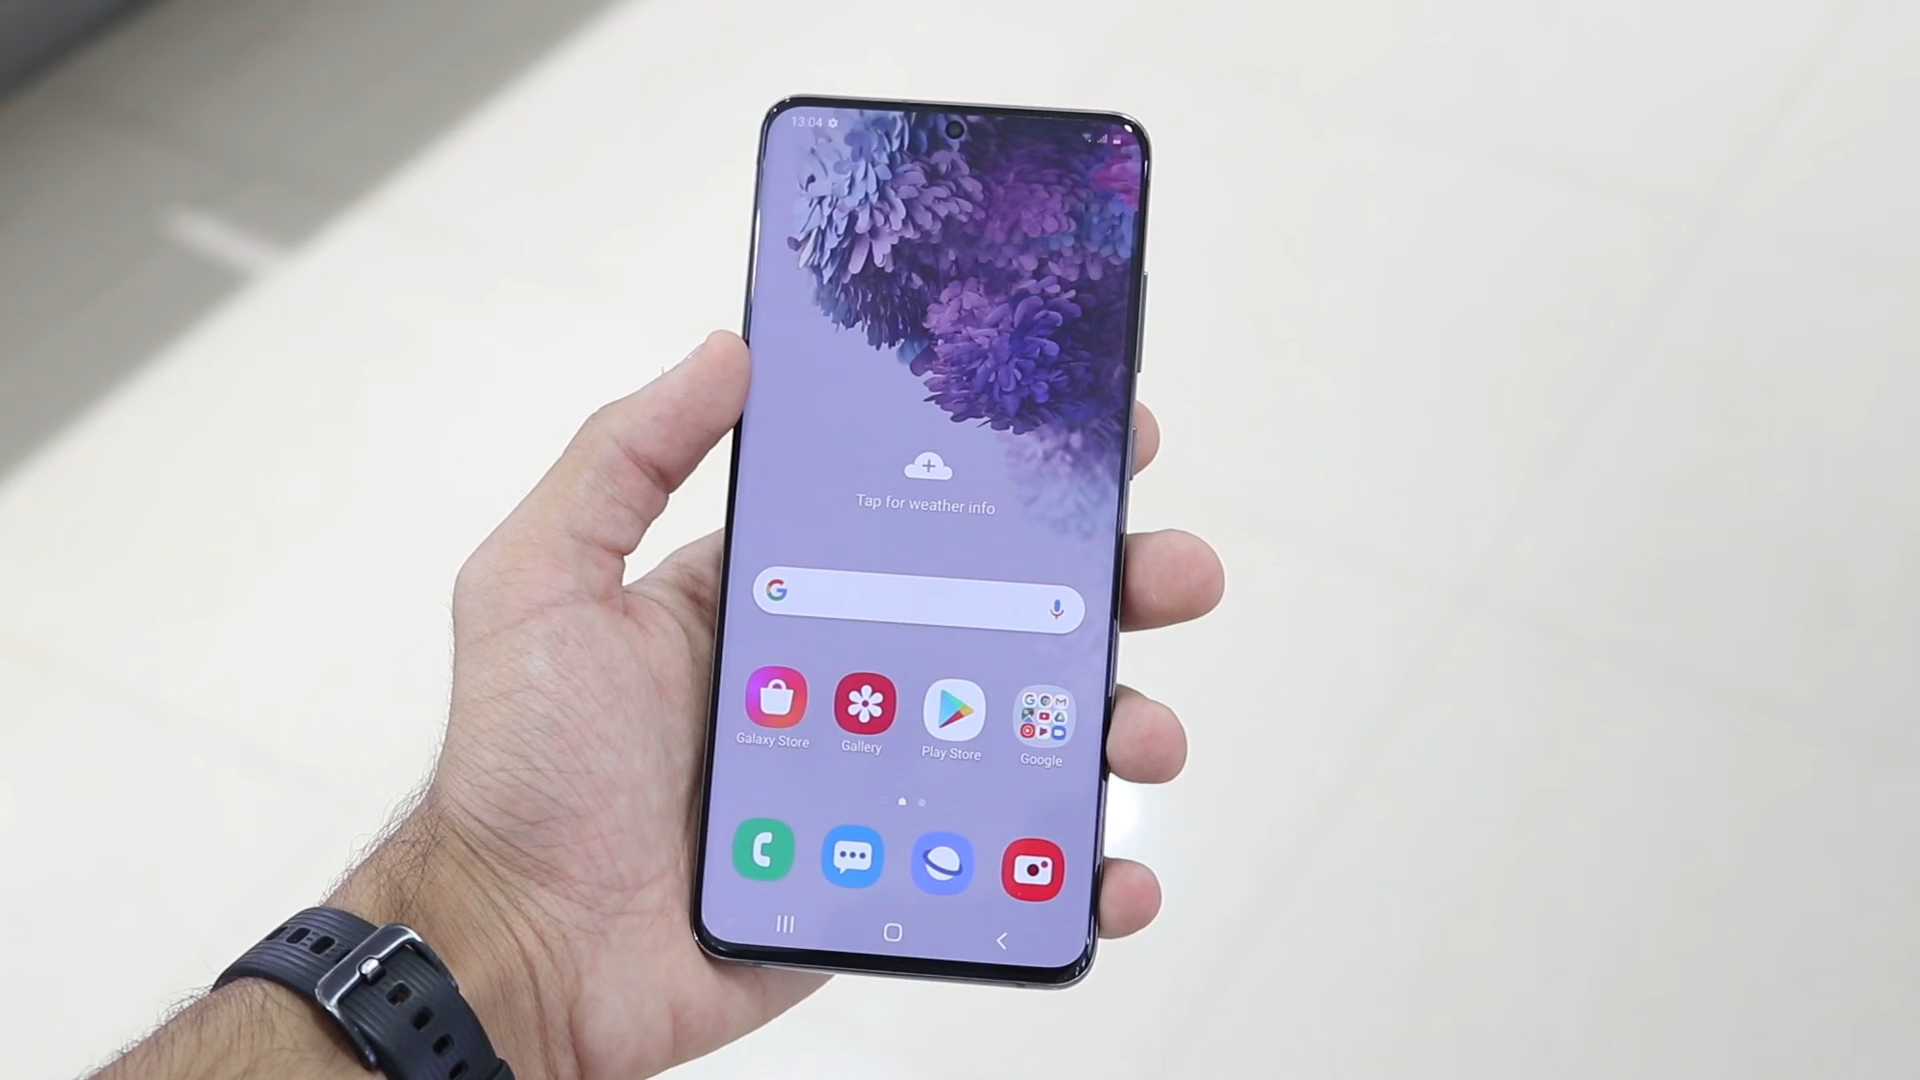 13:04
Tap for weather info
G
Galaxy Store
Gallery
Play Store
Google